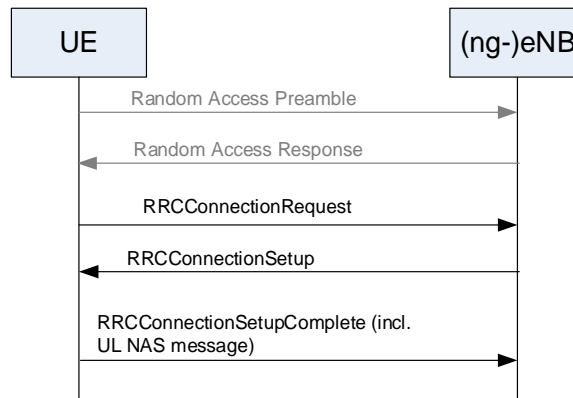 UE
(ng-)eNB
Random Access Preamble
Random Access Response
RRCConnectionRequest
RRCConnectionSetup
RRCConnectionSetupComplete (incl.
UL NAS message)